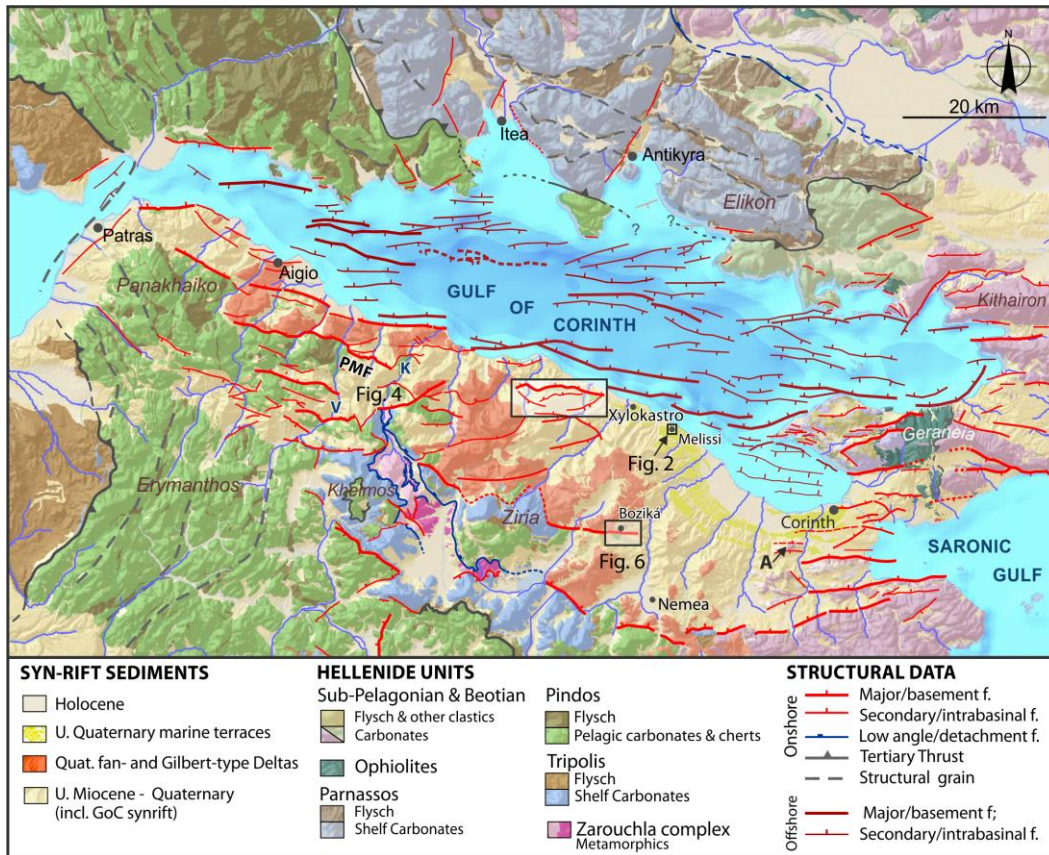 N
20 km
Itea
Antikyra
Elikon
?
?
Patras
Panakhaiko
Aigio
Kithairon
GULF
OF
CORINTH
PMF
K
Fig. 4
V
Xylokastro
Melissi
Fig. 2
Geraneia
Erymanthos
Khelmos
Ziria
Boziká
Corinth
Fig. 6
A
SARONIC
GULF
Nemea
SYN-RIFT SEDIMENTS
Holocene
U. Quaternary marine terraces
Quat. fan- and Gilbert-type Deltas
U. Miocene - Quaternary
(incl. GoC synrift)
HELLENIDE UNITS
Sub-Pelagonian & Beotian
Flysch & other clastics
Carbonates
Ophiolites
Parnassos
Flysch
Shelf Carbonates
Pindos
Flysch
Pelagic carbonates & cherts
Tripolis
Flysch
Shelf Carbonates
Zarouchla complex
Metamorphics
STRUCTURAL DATA
Onshore
Major/basement f.
Secondary/intrabasinal f.
Low angle/detachment f.
Tertiary Thrust
Structural grain
Offshore
Major/basement f;
Secondary/intrabasinal f.